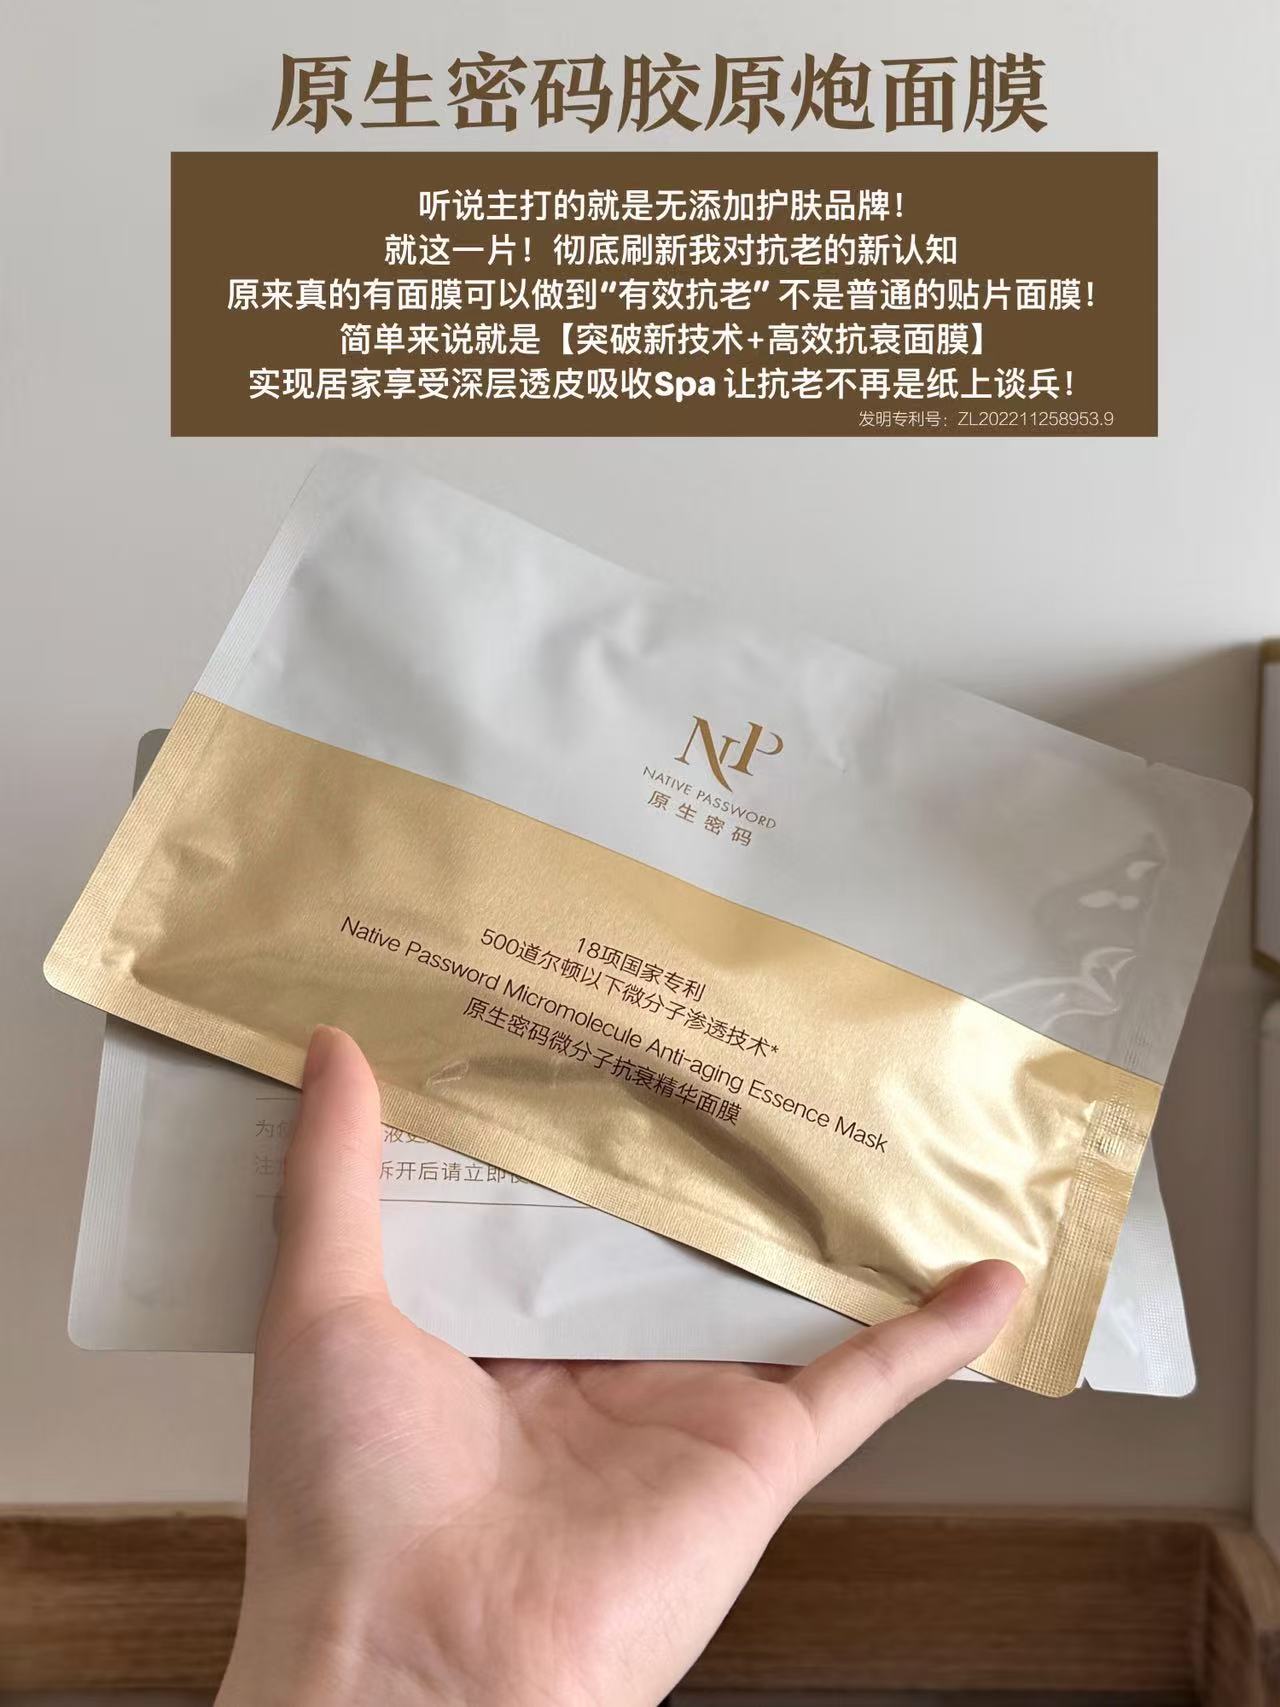 原生密码胶原炮面膜
听说主打的就是无添加护肤品牌！
就这一片！彻底刷新我对抗老的新认知
原来真的有面膜可以做到“有效抗老” 不是普通的贴片面膜！
简单来说就是【突破新技术+高效抗衰面膜】
实现居家享受深层透皮吸收Spa 让抗老不再是纸上谈兵！
发明专利号：ZL202211258953.9
NP
NATIVE PASSWORD
原生密码
18项国家专利
500道尔顿以下微分子渗透技术*
Native Password Micromolecule Anti-aging Essence Mask
原生密码微分子抗衰精华面膜
为 液
拆开后请立即